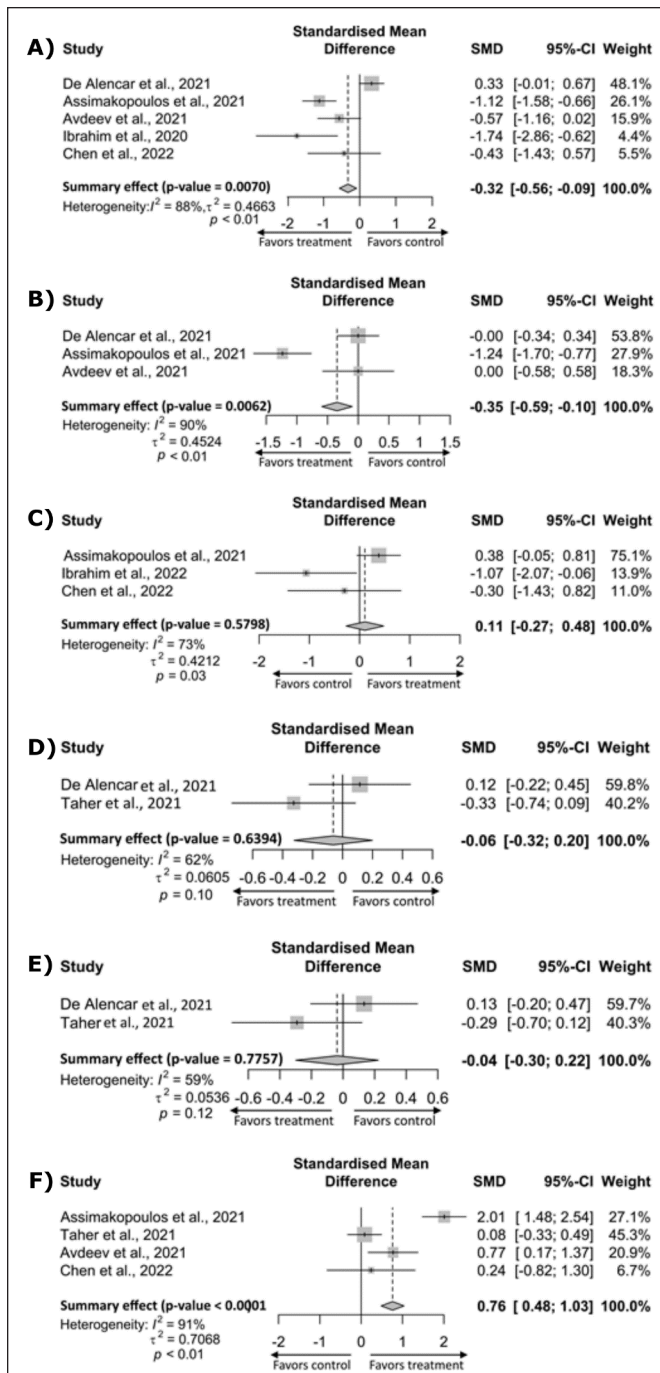 A) Study Standardised Mean Difference SMD 95%-CI Weight
De Alencar et al., 2021 0.33 [-0.01; 0.67] 48.1%
Assimakopoulos et al., 2021 -1.12 [-1.58; -0.66] 26.1%
Avdeev et al., 2021 -0.57 [-1.16; 0.02] 15.9%
Ibrahim et al., 2020 -1.74 [-2.86; -0.62] 4.4%
Chen et al., 2022 -0.43 [-1.43; 0.57] 5.5%
Summary effect (p-value = 0.0070) -0.32 [-0.56; -0.09] 100.0%
Heterogeneity: I² = 88%, τ² = 0.4663
p < 0.01
-2 -1 0 1 2
Favors treatment Favors control
B) Study Standardised Mean Difference SMD 95%-CI Weight
De Alencar et al., 2021 -0.00 [-0.34; 0.34] 53.8%
Assimakopoulos et al., 2021 -1.24 [-1.70; -0.77] 27.9%
Avdeev et al., 2021 0.00 [-0.58; 0.58] 18.3%
Summary effect (p-value = 0.0062) -0.35 [-0.59; -0.10] 100.0%
Heterogeneity: I² = 90%
τ² = 0.4524
p < 0.01
-1.5 -1 -0.5 0 0.5 1 1.5
Favors treatment Favors control
C) Study Standardised Mean Difference SMD 95%-CI Weight
Assimakopoulos et al., 2021 0.38 [-0.05; 0.81] 75.1%
Ibrahim et al., 2022 -1.07 [-2.07; -0.06] 13.9%
Chen et al., 2022 -0.30 [-1.43; 0.82] 11.0%
Summary effect (p-value = 0.5798) 0.11 [-0.27; 0.48] 100.0%
Heterogeneity: I² = 73%
τ² = 0.4212
p = 0.03
-2 -1 0 1 2
Favors control Favors treatment
D) Study Standardised Mean Difference SMD 95%-CI Weight
De Alencar et al., 2021 0.12 [-0.22; 0.45] 59.8%
Taher et al., 2021 -0.33 [-0.74; 0.09] 40.2%
Summary effect (p-value = 0.6394) -0.06 [-0.32; 0.20] 100.0%
Heterogeneity: I² = 62%
τ² = 0.0605
p = 0.10
-0.6 -0.4 -0.2 0 0.2 0.4 0.6
Favors treatment Favors control
E) Study Standardised Mean Difference SMD 95%-CI Weight
De Alencar et al., 2021 0.13 [-0.20; 0.47] 59.7%
Taher et al., 2021 -0.29 [-0.70; 0.12] 40.3%
Summary effect (p-value = 0.7757) -0.04 [-0.30; 0.22] 100.0%
Heterogeneity: I² = 59%
τ² = 0.0536
p = 0.12
-0.6 -0.4 -0.2 0 0.2 0.4 0.6
Favors treatment Favors control
F) Study Standardised Mean Difference SMD 95%-CI Weight
Assimakopoulos et al., 2021 2.01 [ 1.48; 2.54] 27.1%
Taher et al., 2021 0.08 [-0.33; 0.49] 45.3%
Avdeev et al., 2021 0.77 [ 0.17; 1.37] 20.9%
Chen et al., 2022 0.24 [-0.82; 1.30] 6.7%
Summary effect (p-value < 0.0001) 0.76 [ 0.48; 1.03] 100.0%
Heterogeneity: I² = 91%
τ² = 0.7068
p < 0.01
-2 -1 0 1 2
Favors control Favors treatment